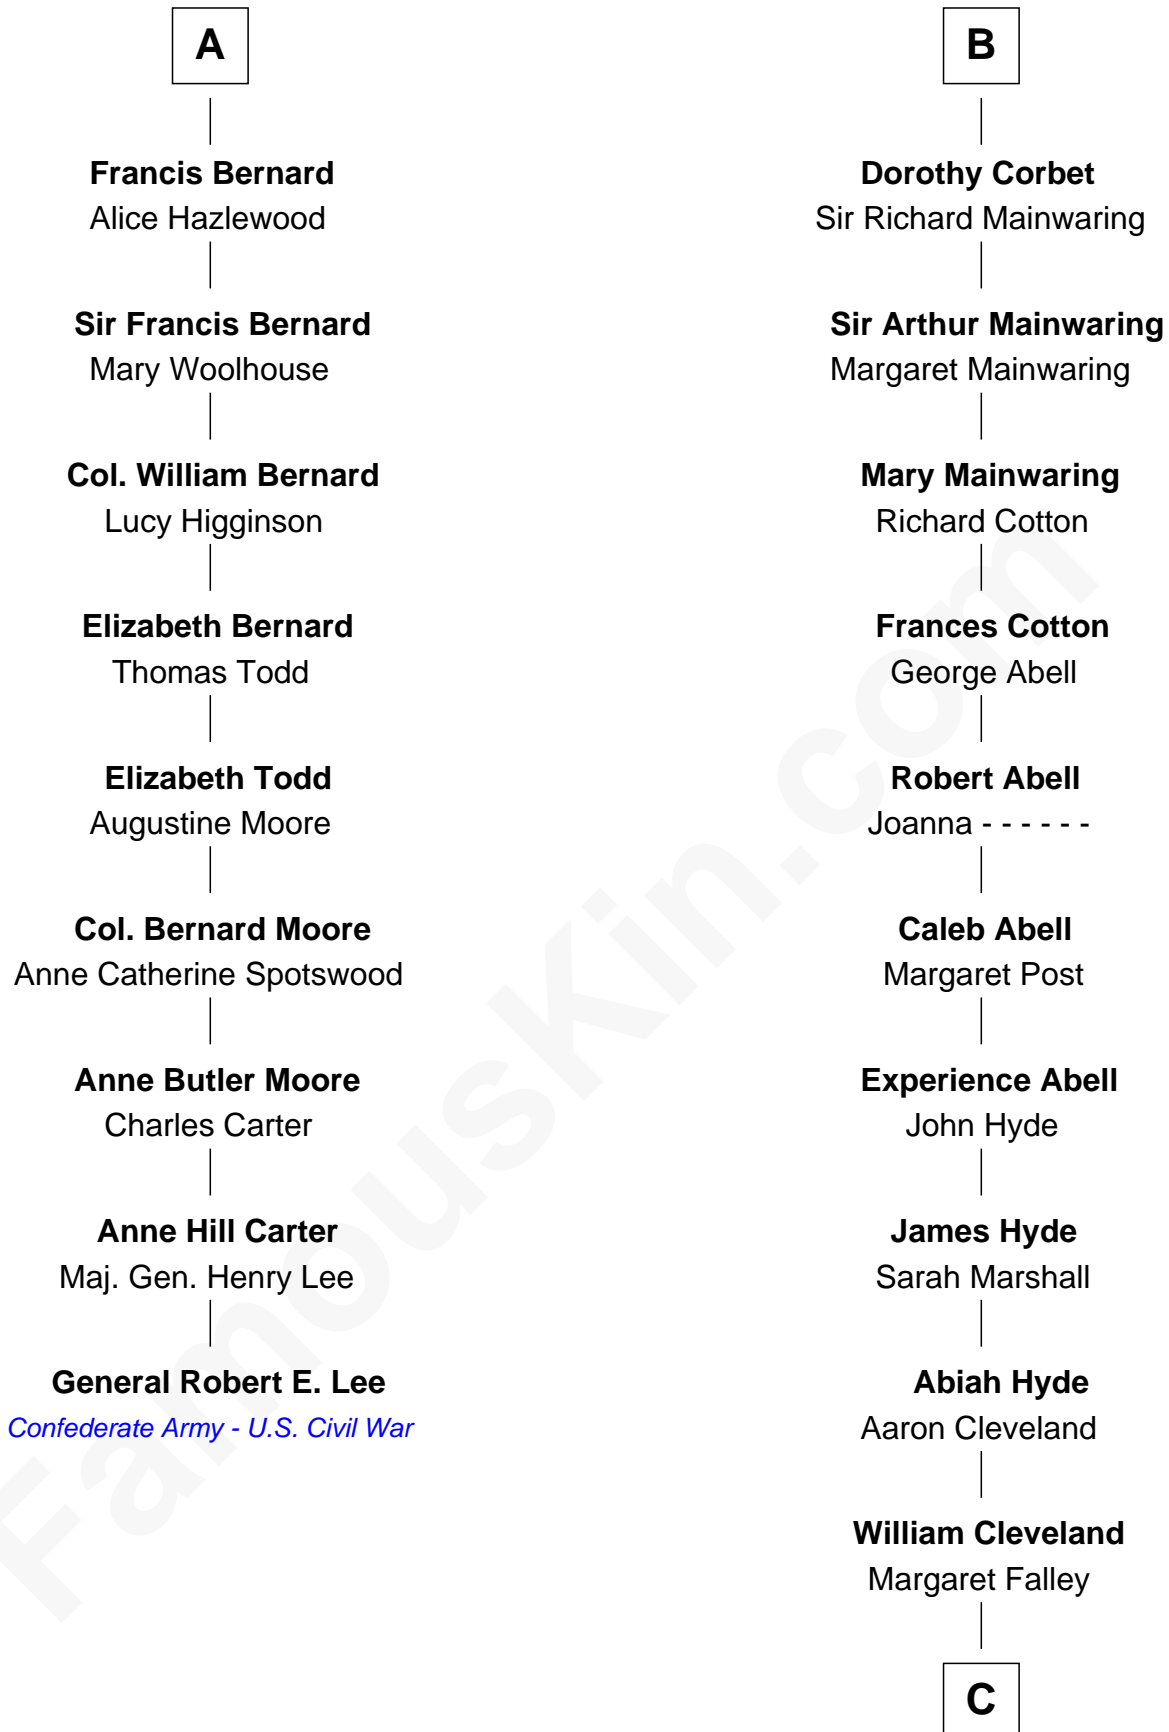 A
Francis Bernard
Alice Hazlewood
Sir Francis Bernard
Mary Woolhouse
Col. William Bernard
Lucy Higginson
Elizabeth Bernard
Thomas Todd
Elizabeth Todd
Augustine Moore
Col. Bernard Moore
Anne Catherine Spotswood
Anne Butler Moore
Charles Carter
Anne Hill Carter
Maj. Gen. Henry Lee
General Robert E. Lee
Confederate Army - U.S. Civil War
B
Dorothy Corbet
Sir Richard Mainwaring
Sir Arthur Mainwaring
Margaret Mainwaring
Mary Mainwaring
Richard Cotton
Frances Cotton
George Abell
Robert Abell
Joanna - - - - - -
Caleb Abell
Margaret Post
Experience Abell
John Hyde
James Hyde
Sarah Marshall
Abiah Hyde
Aaron Cleveland
William Cleveland
Margaret Falley
C
FamousKin.com